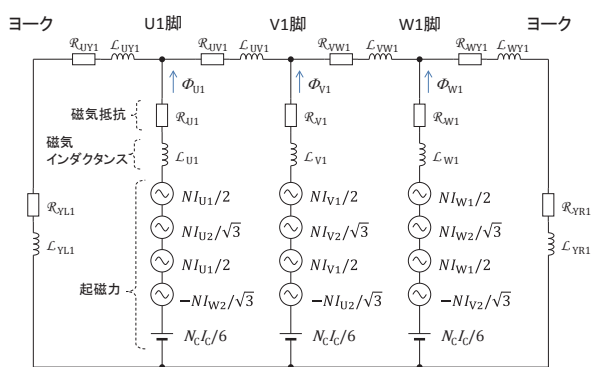 ヨーク U1脚 V1脚 W1脚 ヨーク
ℛUY1 ℒUY1 ℛUV1 ℒUV1 ℛVW1 ℒVW1 ℛWY1 ℒWY1
ΦU1 ΦV1 ΦW1
磁気抵抗 ℛU1 ℛV1 ℛW1
磁気
インダクタンス ℒU1 ℒV1 ℒW1
ℛYL1 NIU1/2 NIV1/2 NIW1/2 ℛYR1
ℒYL1 NIU2/√3 NIV2/√3 NIW2/√3 ℒYR1
起磁力 NIU1/2 NIV1/2 NIW1/2
−NIW2/√3 −NIU2/√3 −NIV2/√3
NCIC/6 NCIC/6 NCIC/6